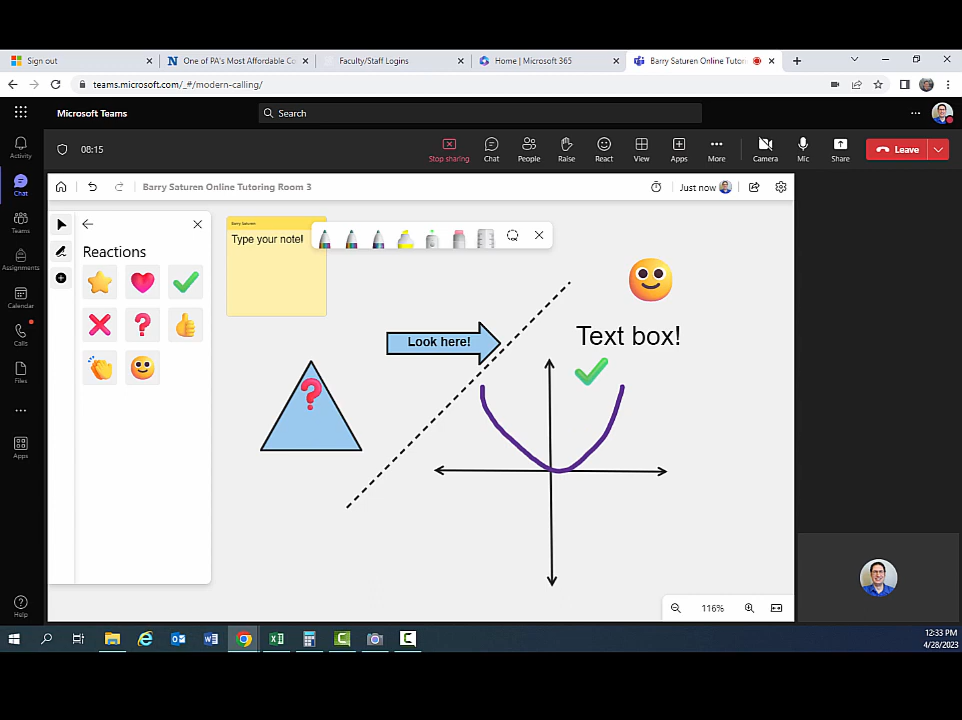 Sign out
One of PA's Most Affordable Co
Faculty/Staff Logins
Home | Microsoft 365
Barry Saturen Online Tutorin
teams.microsoft.com/_#/modern-calling/
Microsoft Teams
Search
08:15
Stop sharing
Chat
People
Raise
React
View
Apps
More
Camera
Mic
Share
Leave
Activity
Chat
Teams
Assignments
Calendar
Calls
Files
Apps
Help
Barry Saturen Online Tutoring Room 3
Just now
Reactions
Barry Saturen
Type your note!
Look here!
Text box!
116%
12:33 PM
4/28/2023